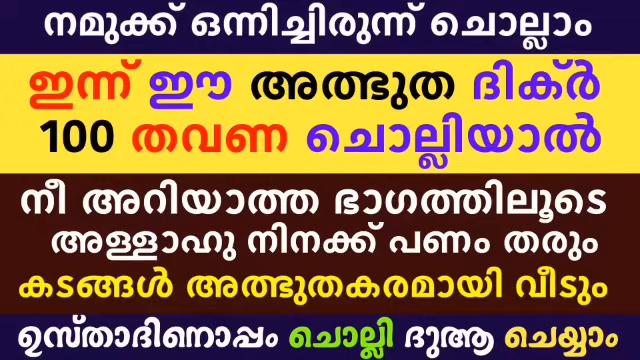 നമുക്ക് ഒന്നിച്ചിരുന്ന് ചൊല്ലാം
ഇന്ന് ഈ അത്ഭുത ദിക്ർ
100 തവണ ചൊല്ലിയാൽ
നീ അറിയാത്ത ഭാഗത്തിലൂടെ
അള്ളാഹു നിനക്ക് പണം തരും
കടങ്ങൾ അത്ഭുതകരമായി വീടും
ഉസ്താദിനൊപ്പം ചൊല്ലി ദുആ ചെയ്യാം